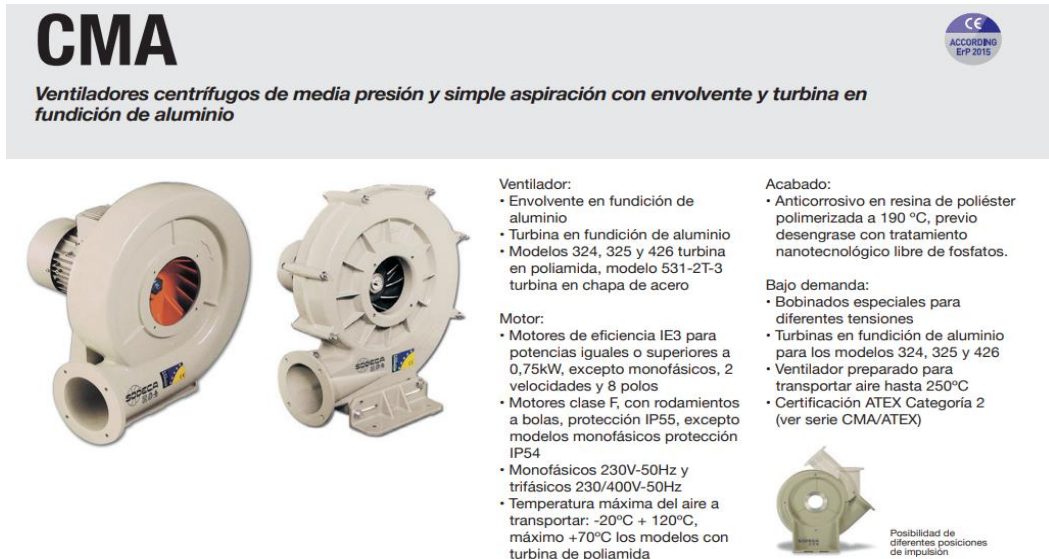 CMA
CE
ACCORDING
ErP 2015
Ventiladores centrífugos de media presión y simple aspiración con envolvente y turbina en
fundición de aluminio
Ventilador:
• Envolvente en fundición de
aluminio
• Turbina en fundición de aluminio
• Modelos 324, 325 y 426 turbina
en poliamida, modelo 531-2T-3
turbina en chapa de acero
Motor:
• Motores de eficiencia IE3 para
potencias iguales o superiores a
0,75kW, excepto monofásicos, 2
velocidades y 8 polos
• Motores clase F, con rodamientos
a bolas, protección IP55, excepto
modelos monofásicos protección
IP54
• Monofásicos 230V-50Hz y
trifásicos 230/400V-50Hz
• Temperatura máxima del aire a
transportar: -20ºC + 120ºC,
máximo +70ºC los modelos con
turbina de poliamida
Acabado:
• Anticorrosivo en resina de poliéster
polimerizada a 190 ºC, previo
desengrase con tratamiento
nanotecnológico libre de fosfatos.
Bajo demanda:
• Bobinados especiales para
diferentes tensiones
• Turbinas en fundición de aluminio
para los modelos 324, 325 y 426
• Ventilador preparado para
transportar aire hasta 250ºC
• Certificación ATEX Categoría 2
(ver serie CMA/ATEX)
Posibilidad de
diferentes posiciones
de impulsión
SODECA
SODECA
SODECA